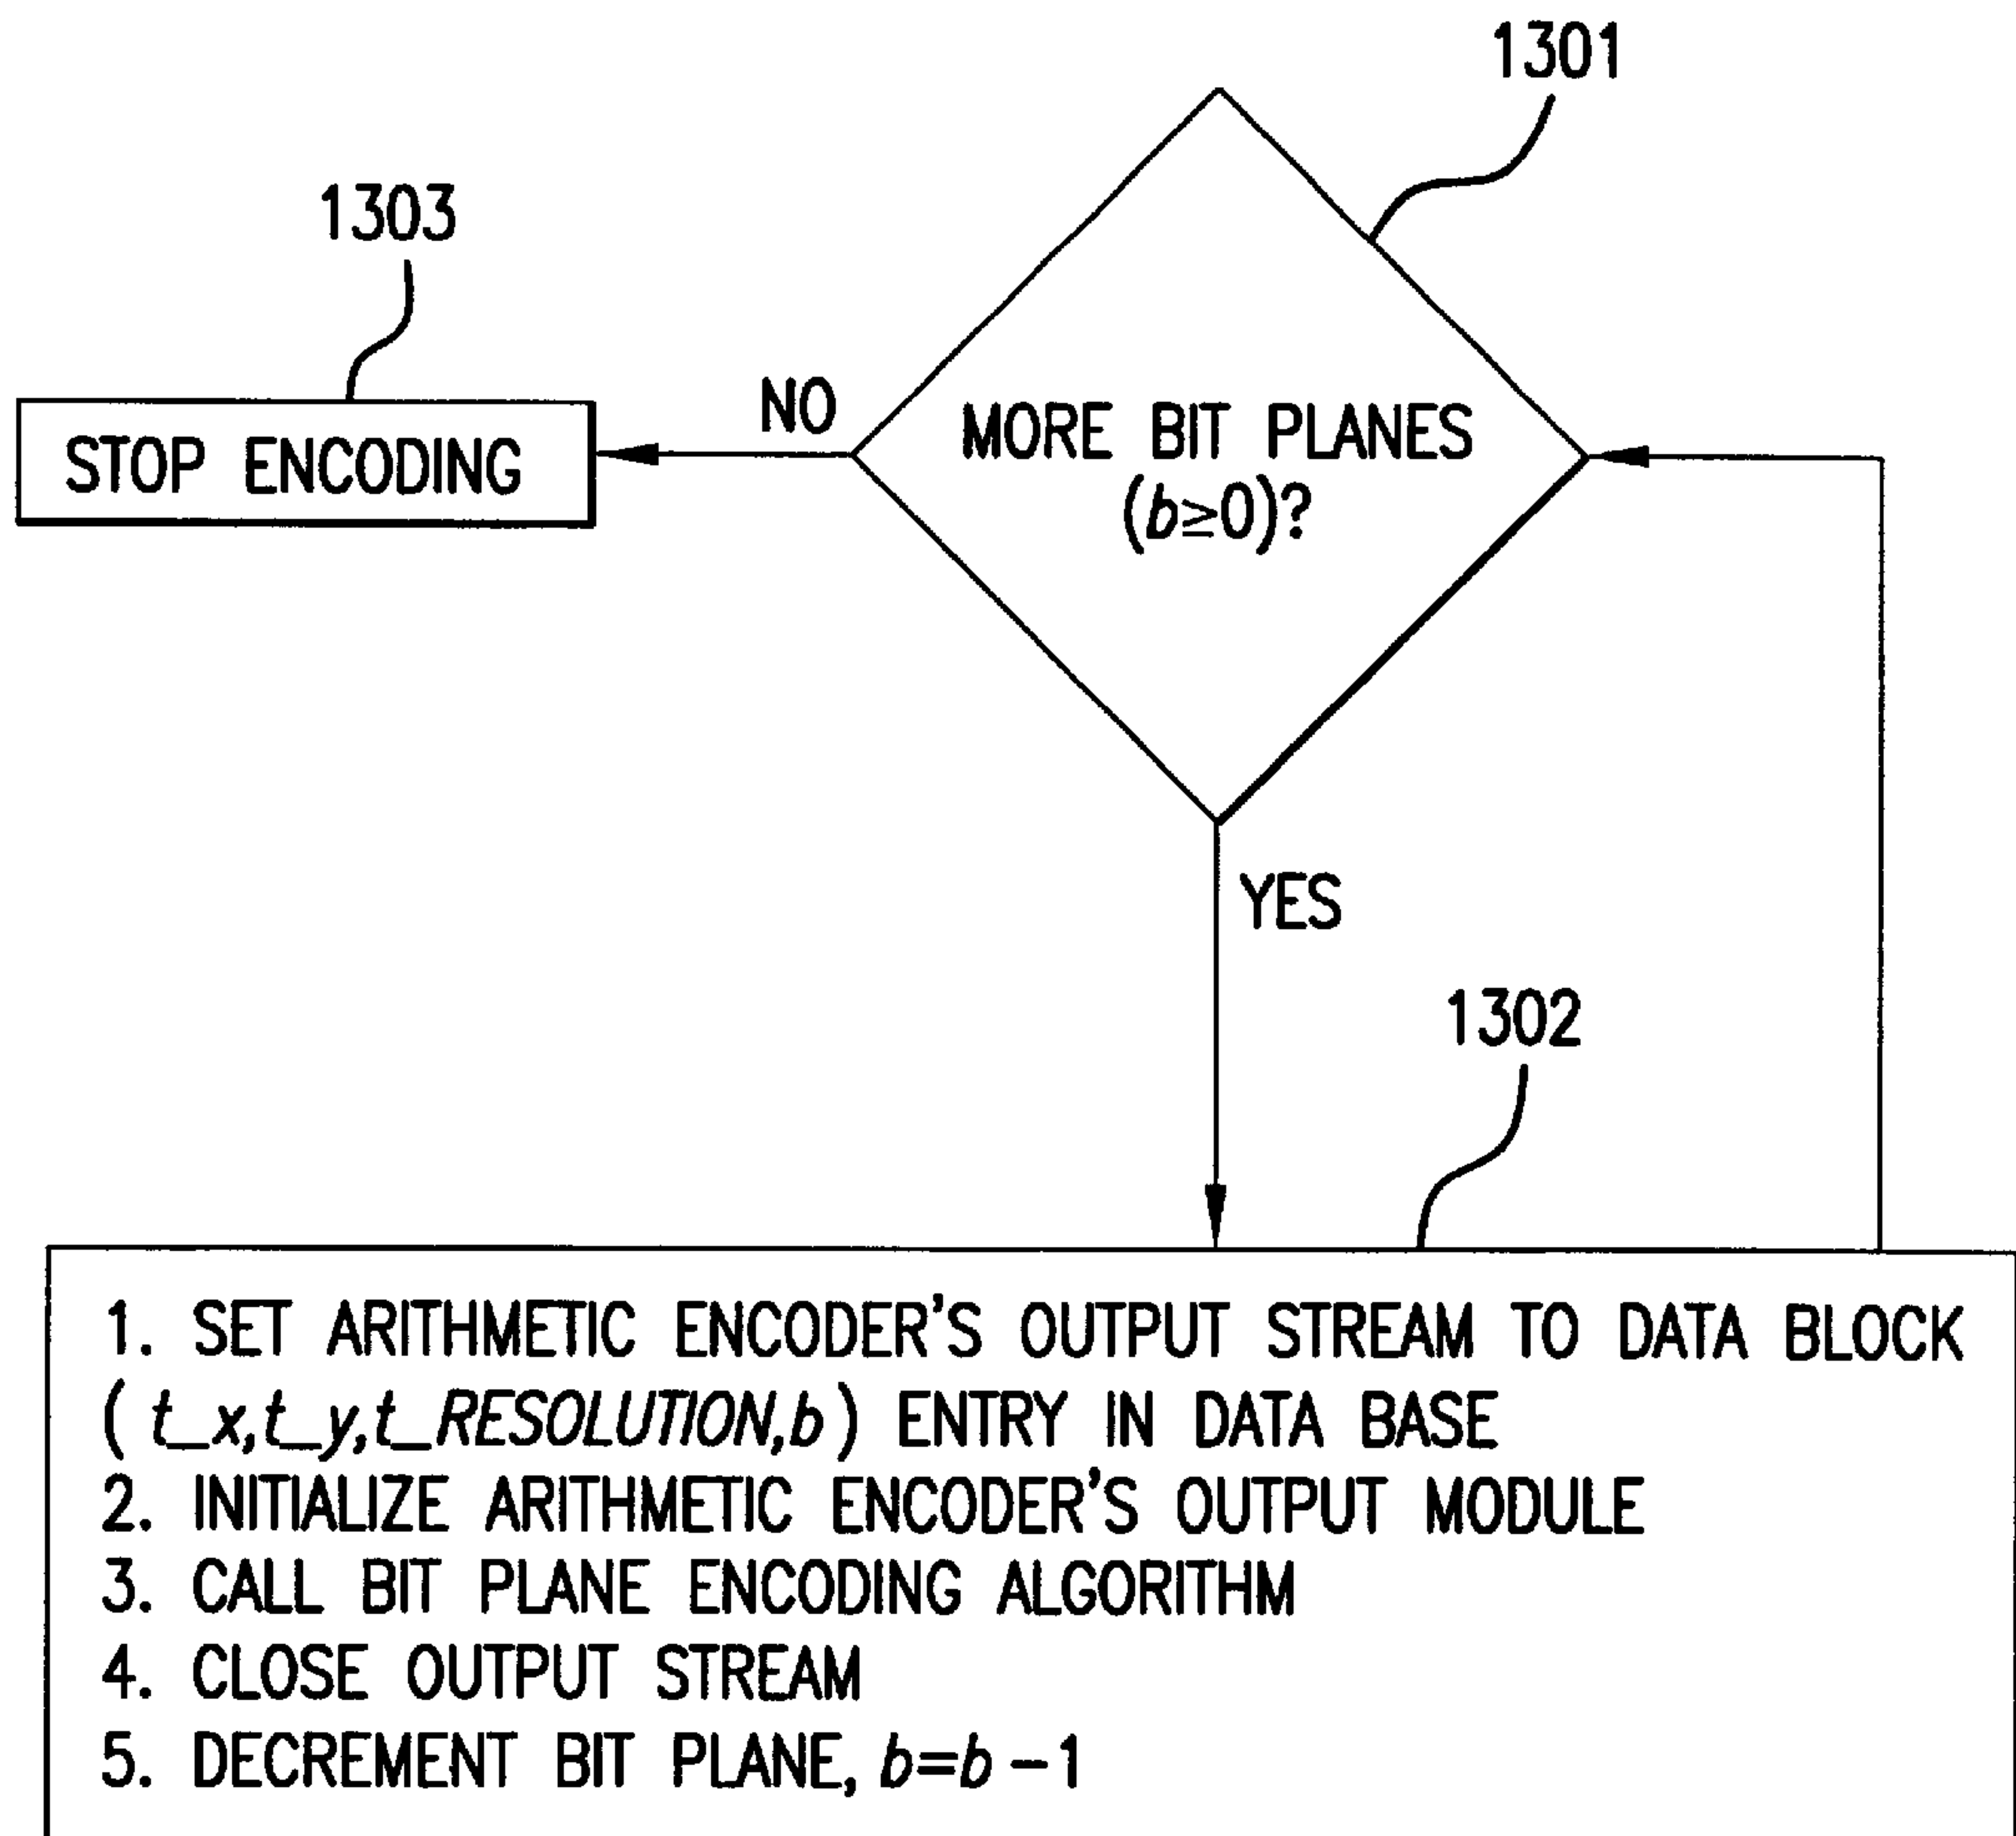 1301
1303
NO
MORE BIT PLANES
(b≥0)?
STOP ENCODING
YES
1302
1. SET ARITHMETIC ENCODER'S OUTPUT STREAM TO DATA BLOCK
(t_x,t_y,t_RESOLUTION,b) ENTRY IN DATA BASE
2. INITIALIZE ARITHMETIC ENCODER'S OUTPUT MODULE
3. CALL BIT PLANE ENCODING ALGORITHM
4. CLOSE OUTPUT STREAM
5. DECREMENT BIT PLANE, b=b-1